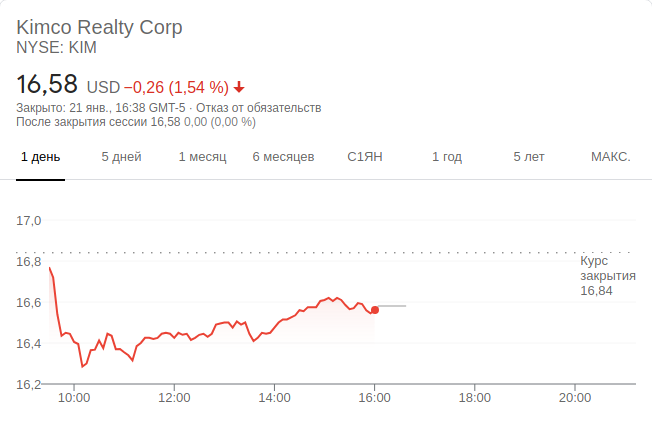 Kimco Realty Corp
NYSE: KIM
16,58 USD −0,26 (1,54 %)
Закрыто: 21 янв., 16:38 GMT-5 · Отказ от обязательств
После закрытия сессии 16,58 0,00 (0,00 %)
1 день 5 дней 1 месяц 6 месяцев С1ЯН 1 год 5 лет МАКС.
17,0
16,8
16,6
16,4
16,2
Курс
закрытия
16,84
10:00 12:00 14:00 16:00 18:00 20:00